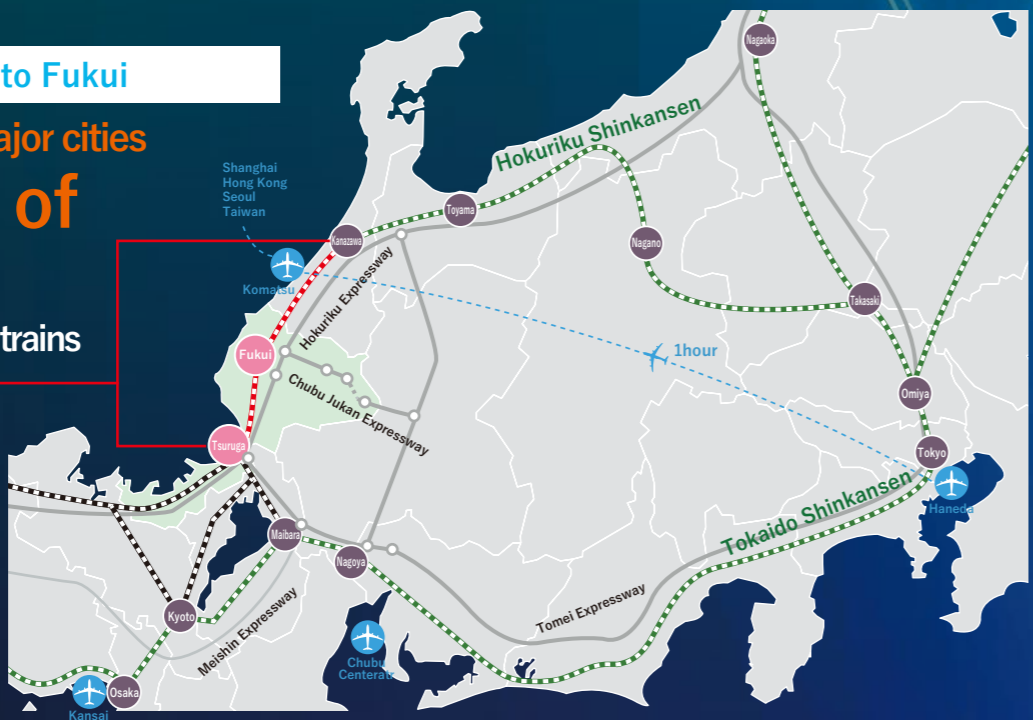 to Fukui
ajor cities
of
trains
Shanghai
Hong Kong
Seoul
Taiwan
Komatsu
Kanazawa
Toyama
Hokuriku Shinkansen
Nagaoka
Nagano
Takasaki
Hokuriku Expressway
Fukui
1hour
Chubu Jukan Expressway
Omiya
Tsuruga
Tokyo
Haneda
Tokaido Shinkansen
Maibara
Nagoya
Kyoto
Meishin Expressway
Tomei Expressway
Chubu
Centeratr
Osaka
Kansai